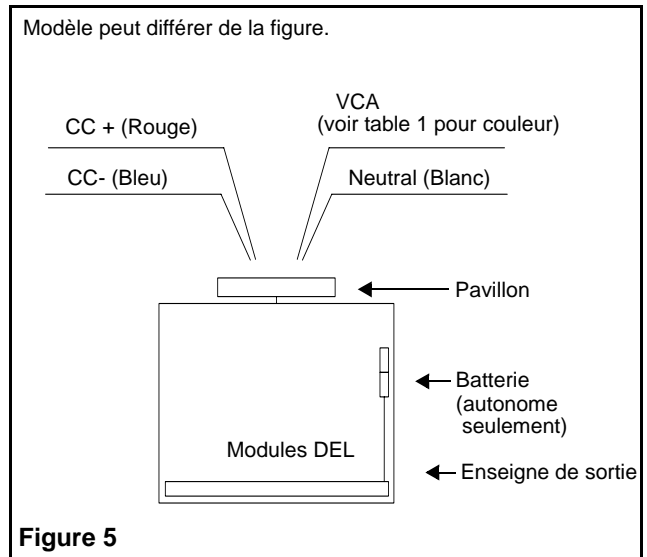 Modèle peut différer de la figure.
VCA
CC + (Rouge)
(voir table 1 pour couleur)
CC- (Bleu)
Neutral (Blanc)
Pavillon
Batterie
(autonome
seulement)
Modules DEL
Enseigne de sortie
Figure 5